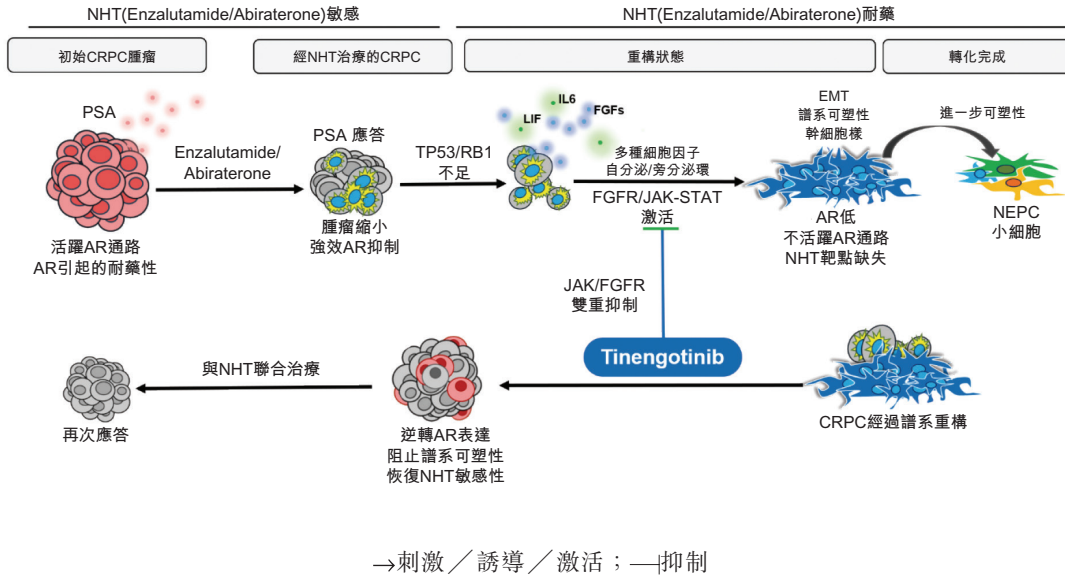 NHT(Enzalutamide/Abiraterone)敏感
NHT(Enzalutamide/Abiraterone)耐藥
初始CRPC腫瘤
經NHT治療的CRPC
重構狀態
轉化完成
PSA
Enzalutamide/
Abiraterone
活躍AR通路
AR引起的耐藥性
PSA 應答
腫瘤縮小
強效AR抑制
TP53/RB1
不足
LIF
IL6
FGFs
多種細胞因子
自分泌/旁分泌環
FGFR/JAK-STAT
激活
EMT
譜系可塑性
幹細胞樣
AR低
不活躍AR通路
NHT靶點缺失
進一步可塑性
NEPC
小細胞
JAK/FGFR
雙重抑制
Tinengotinib
CRPC經過譜系重構
逆轉AR表達
阻止譜系可塑性
恢復NHT敏感性
與NHT聯合治療
再次應答
→刺激／誘導／激活；—|抑制